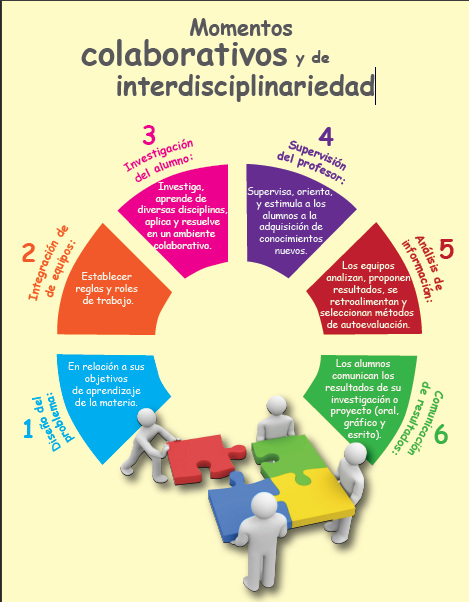 Momentos
colaborativos y de
interdisciplinariedad
1
Diseño del
problema:
En relación a sus
objetivos
de aprendizaje
de la materia.
2
Integración de
de equipos:
Establecer
reglas y roles
de trabajo.
3
Investigación
del alumno:
Investiga,
aprende de
diversas disciplinas,
aplica y resuelve
en un ambiente
colaborativo.
4
Supervisión
del profesor:
Supervisa, orienta,
y estimula a los
alumnos a la
adquisición de
conocimientos
nuevos.
5
Análisis de
información:
Los equipos
analizan, proponen
resultados, se
retroalimentan y
seleccionan métodos
de autoevaluación.
6
Comunicación
de resultados:
Los alumnos
comunican los
resultados de su
investigación o
proyecto (oral,
gráfico y
esrito).